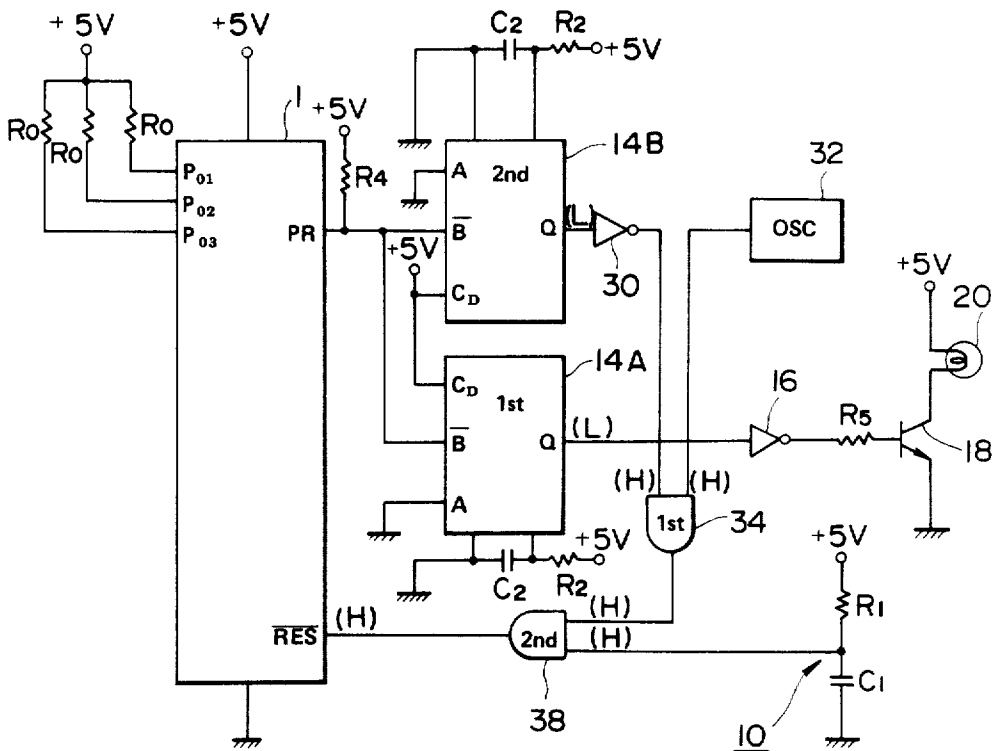 +5V
+5V
C2
R2
+5V
1
+5V
Ro
Ro
Ro
R4
14B
32
P01
P02
P03
PR
A
2nd
B
Q
(L)
30
OSC
+5V
CD
+5V
20
14A
CD
1st
B
Q
(L)
16
R5
18
A
(H)
(H)
1st
34
C2
R2
+5V
+5V
R1
RES
(H)
2nd
(H)
(H)
38
10
C1